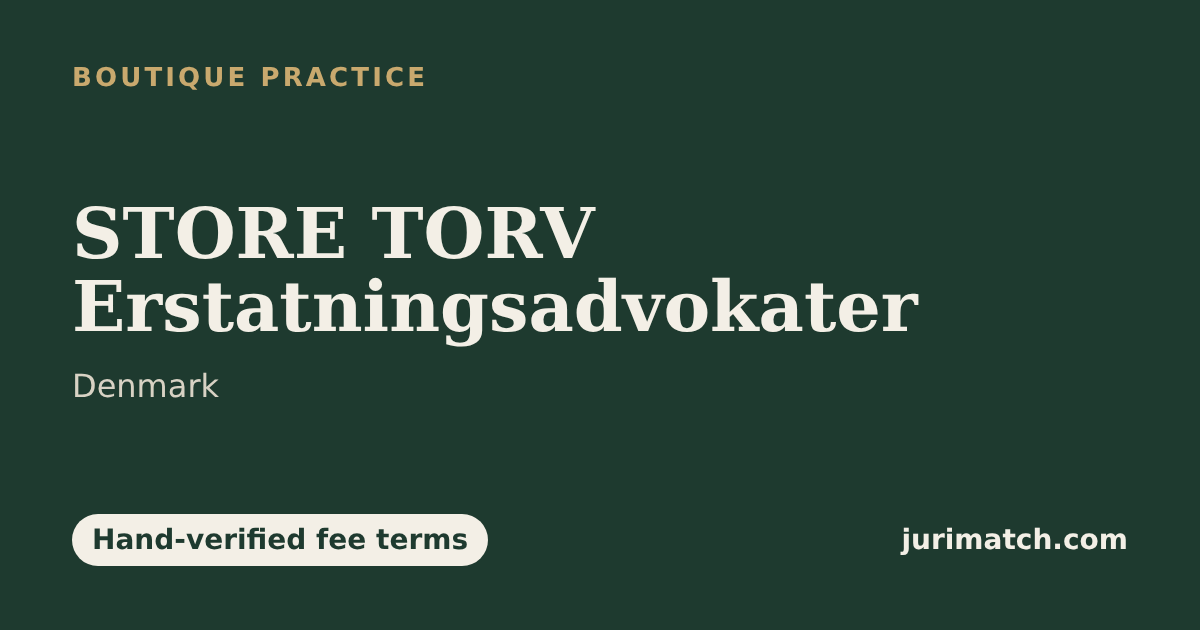 BOUTIQUE PRACTICE
STORE TORV
Erstatningsadvokater
Denmark
Hand-verified fee terms
jurimatch.com